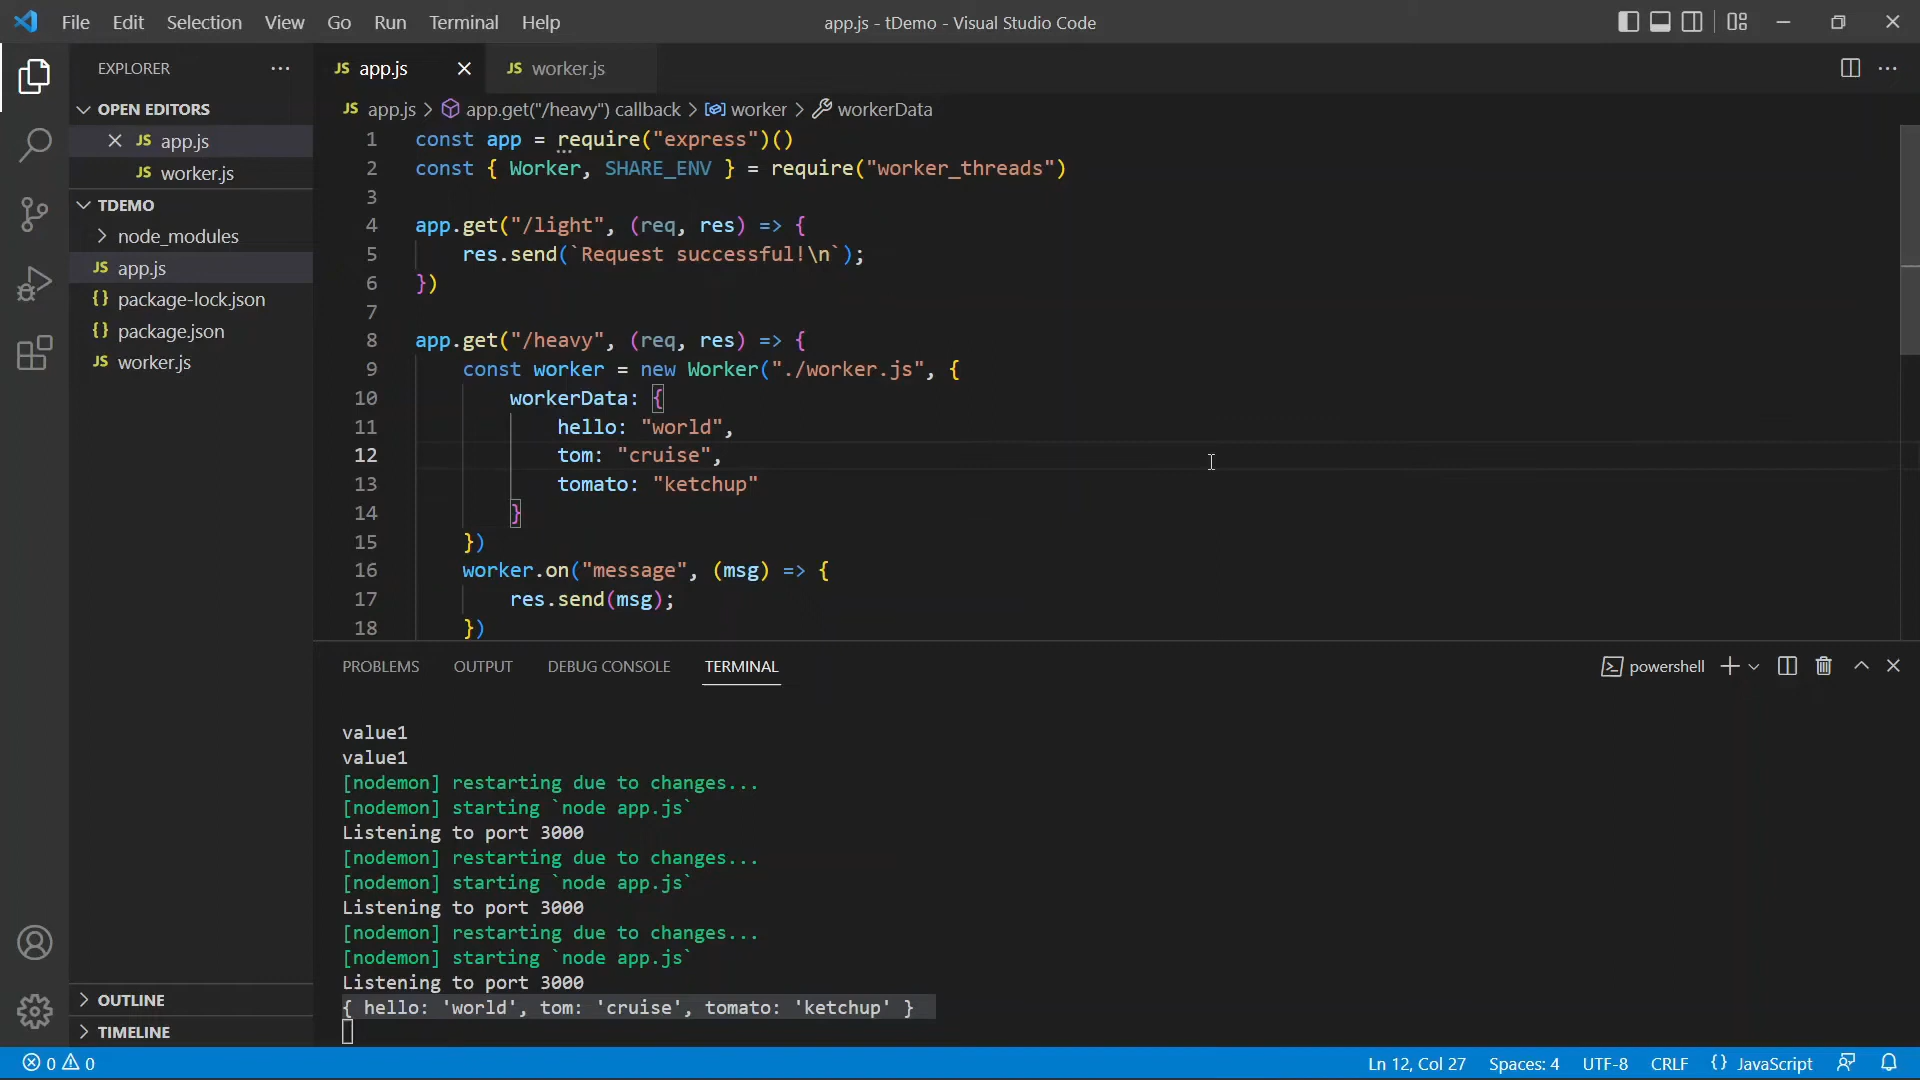 File Edit Selection View Go Run Terminal Help
app.js - tDemo - Visual Studio Code
EXPLORER
JS app.js
JS worker.js
OPEN EDITORS
JS app.js
JS worker.js
TDEMO
node_modules
JS app.js
{} package-lock.json
{} package.json
JS worker.js
OUTLINE
TIMELINE
JS app.js > app.get("/heavy") callback > worker > workerData
1 const app = require("express")()
2 const { Worker, SHARE_ENV } = require("worker_threads")
3
4 app.get("/light", (req, res) => {
5     res.send(`Request successful!\n`);
6 })
7
8 app.get("/heavy", (req, res) => {
9     const worker = new Worker("./worker.js", {
10         workerData: {
11             hello: "world",
12             tom: "cruise",
13             tomato: "ketchup"
14         }
15     })
16     worker.on("message", (msg) => {
17         res.send(msg);
18     })
PROBLEMS OUTPUT DEBUG CONSOLE TERMINAL
powershell
value1
value1
[nodemon] restarting due to changes...
[nodemon] starting `node app.js`
Listening to port 3000
[nodemon] restarting due to changes...
[nodemon] starting `node app.js`
Listening to port 3000
[nodemon] restarting due to changes...
[nodemon] starting `node app.js`
Listening to port 3000
{ hello: 'world', tom: 'cruise', tomato: 'ketchup' }
0 0
Ln 12, Col 27 Spaces: 4 UTF-8 CRLF {} JavaScript